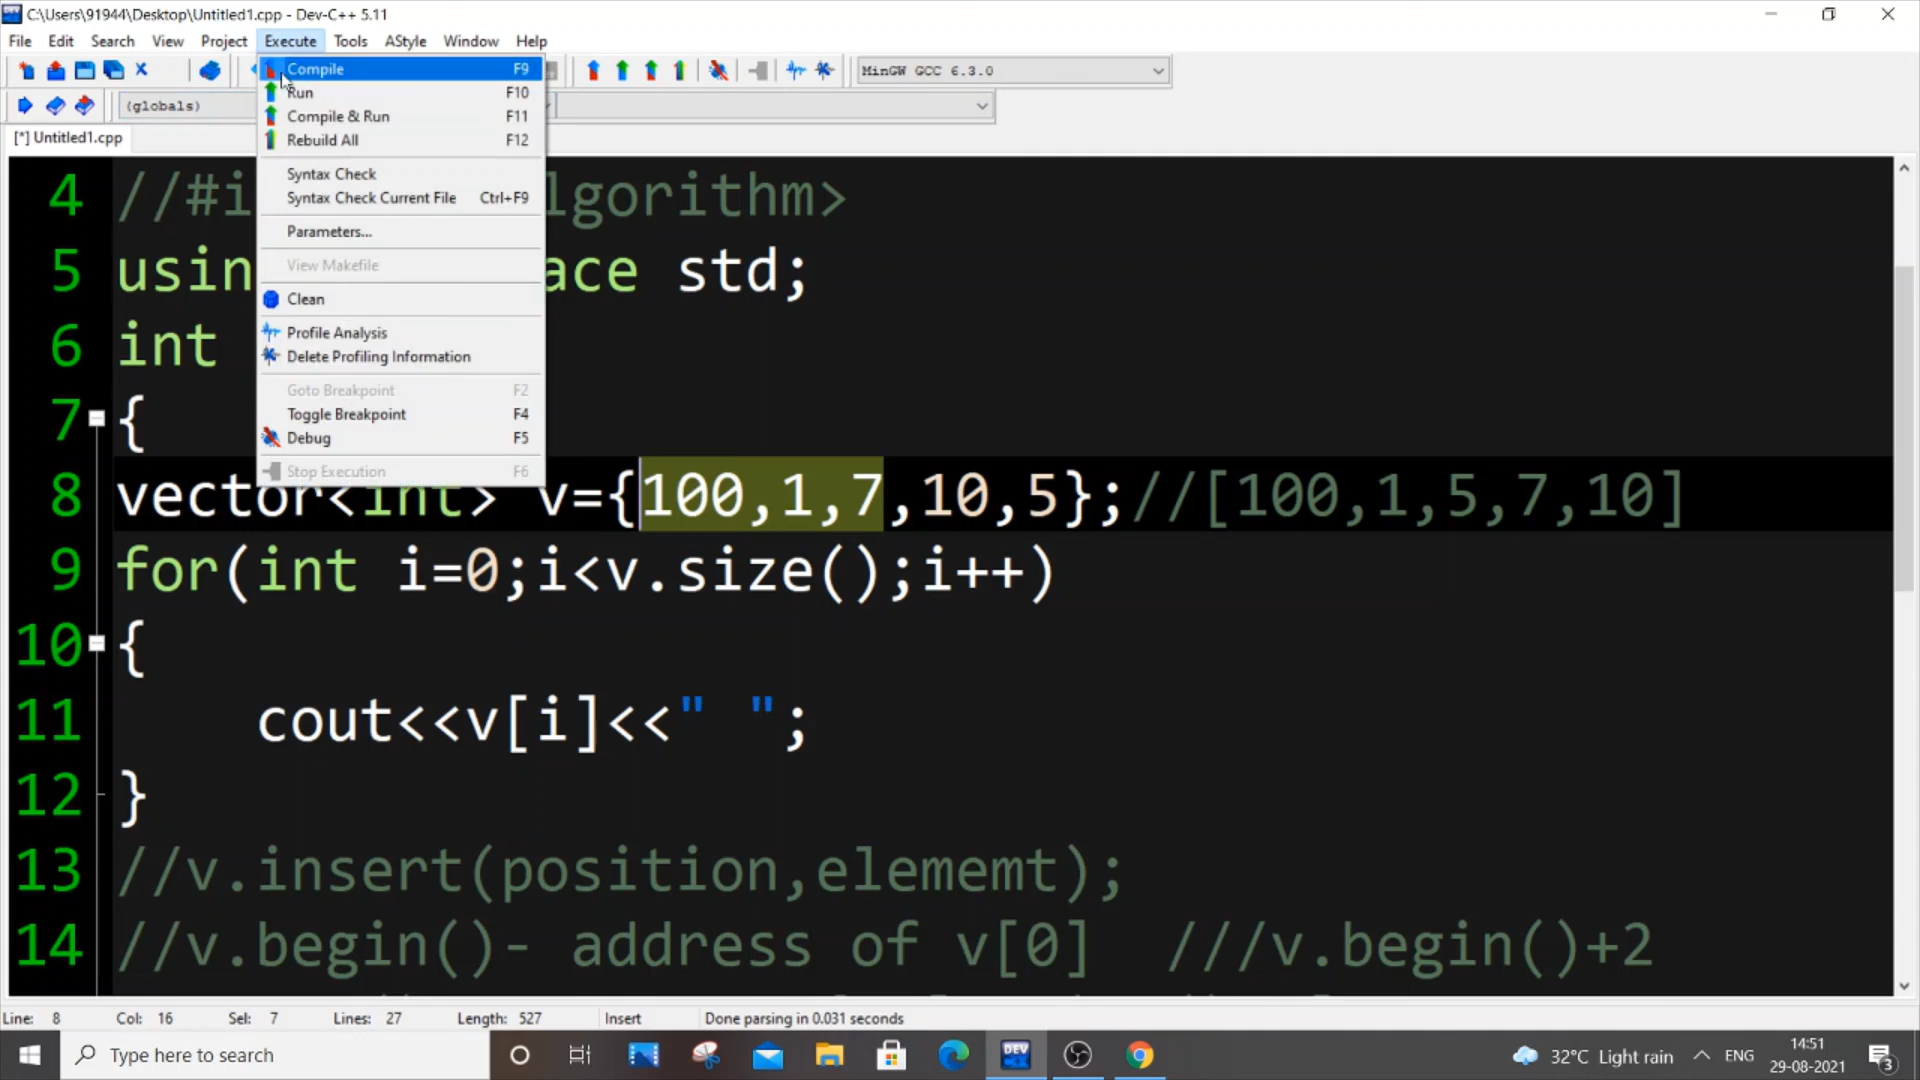 C:\Users\91944\Desktop\Untitled1.cpp - Dev-C++ 5.11
File Edit Search View Project Execute Tools AStyle Window Help
MinGW GCC 6.3.0
(globals)
[*] Untitled1.cpp
Compile F9
Run F10
Compile & Run F11
Rebuild All F12
Syntax Check
Syntax Check Current File Ctrl+F9
Parameters...
View Makefile
Clean
Profile Analysis
Delete Profiling Information
Goto Breakpoint F2
Toggle Breakpoint F4
Debug F5
Stop Execution F6
4 //#i lgorithm>
5 usin ace std;
6 int
7 {
8 vector<int> v={100,1,7,10,5};//[100,1,5,7,10]
9 for(int i=0;i<v.size();i++)
10 {
11 cout<<v[i]<<" ";
12 }
13 //v.insert(position,elememt);
14 //v.begin()- address of v[0] ///v.begin()+2
Line: 8 Col: 16 Sel: 7 Lines: 27 Length: 527 Insert Done parsing in 0.031 seconds
Type here to search
DEV
32°C Light rain
ENG
14:51
29-08-2021
3